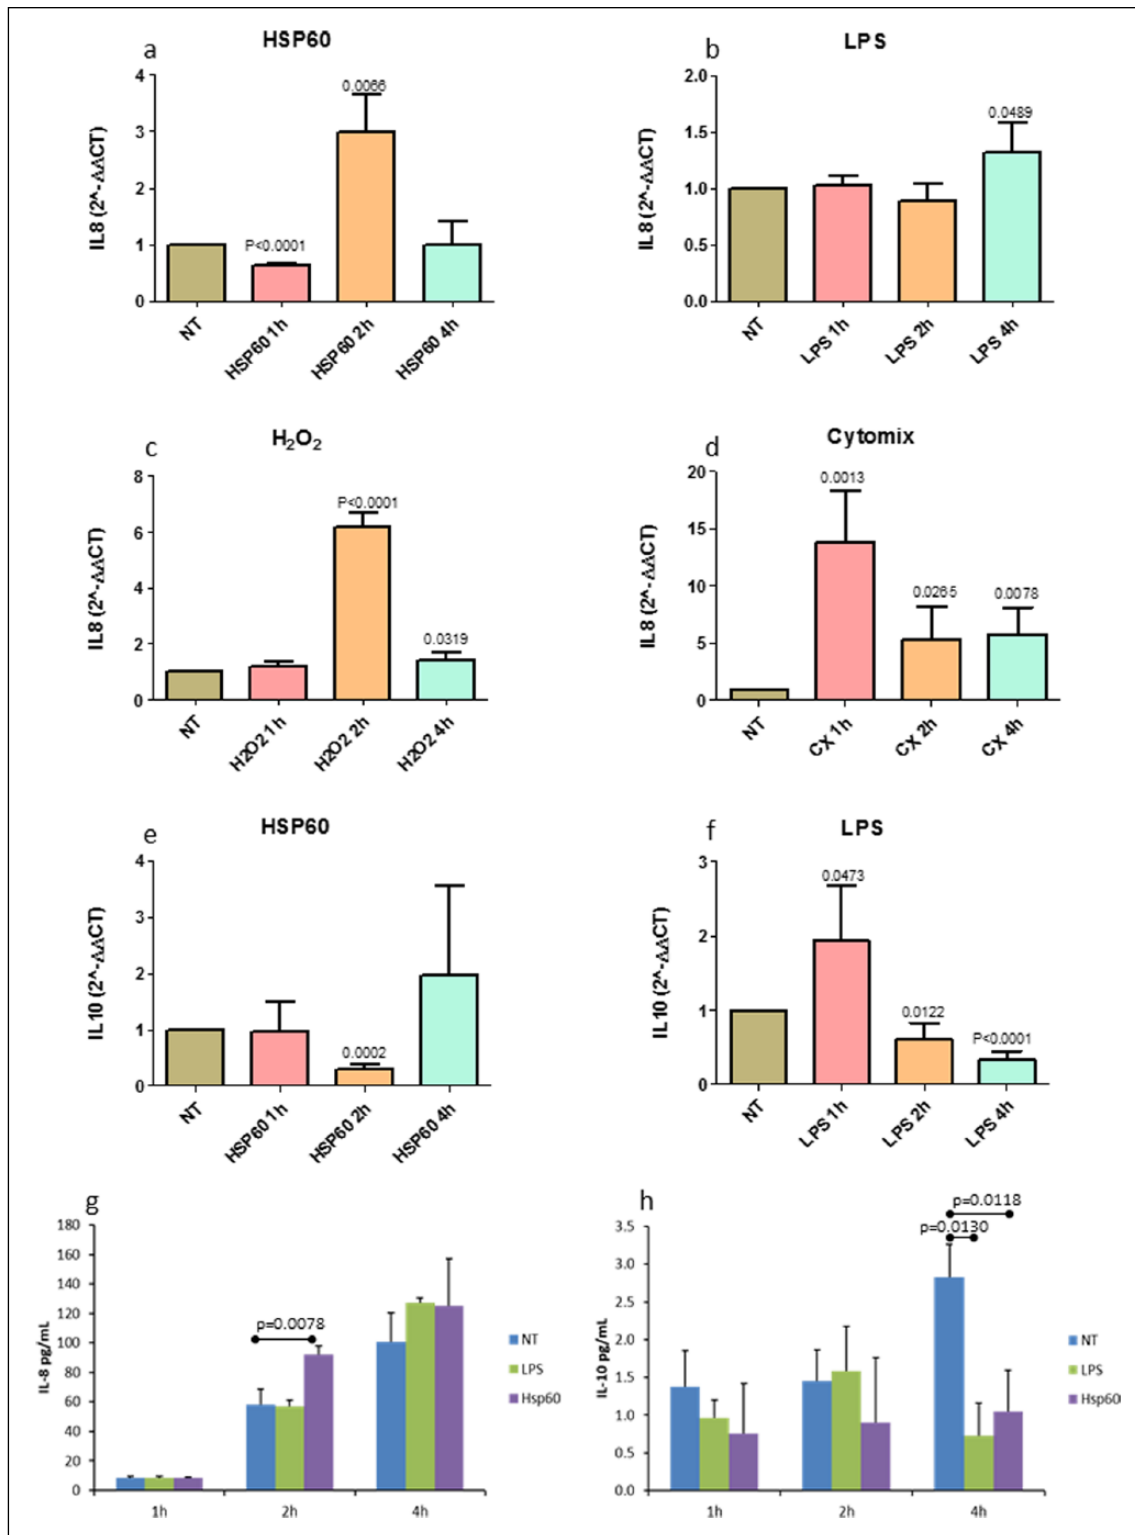 a
HSP60
IL8 (2^-ΔΔCT)
4
3
2
1
0
0.0066
P<0.0001
NT
HSP60 1h
HSP60 2h
HSP60 4h
b
LPS
IL8 (2^-ΔΔCT)
2.0
1.5
1.0
0.5
0.0
0.0489
NT
LPS 1h
LPS 2h
LPS 4h
c
H₂O₂
IL8 (2^-ΔΔCT)
8
6
4
2
0
P<0.0001
0.0319
NT
H2O2 1h
H2O2 2h
H2O2 4h
d
Cytomix
IL8 (2^-ΔΔCT)
20
15
10
5
0
0.0013
0.0265
0.0078
NT
CX 1h
CX 2h
CX 4h
e
HSP60
IL10 (2^-ΔΔCT)
4
3
2
1
0
0.0002
NT
HSP60 1h
HSP60 2h
HSP60 4h
f
LPS
IL10 (2^-ΔΔCT)
3
2
1
0
0.0473
0.0122
P<0.0001
NT
LPS 1h
LPS 2h
LPS 4h
g
IL-8 pg/mL
180
160
140
120
100
80
60
40
20
0
p=0.0078
1h
2h
4h
NT
LPS
Hsp60
h
IL-10 pg/mL
3.5
3.0
2.5
2.0
1.5
1.0
0.5
0.0
p=0.0118
p=0.0130
1h
2h
4h
NT
LPS
Hsp60